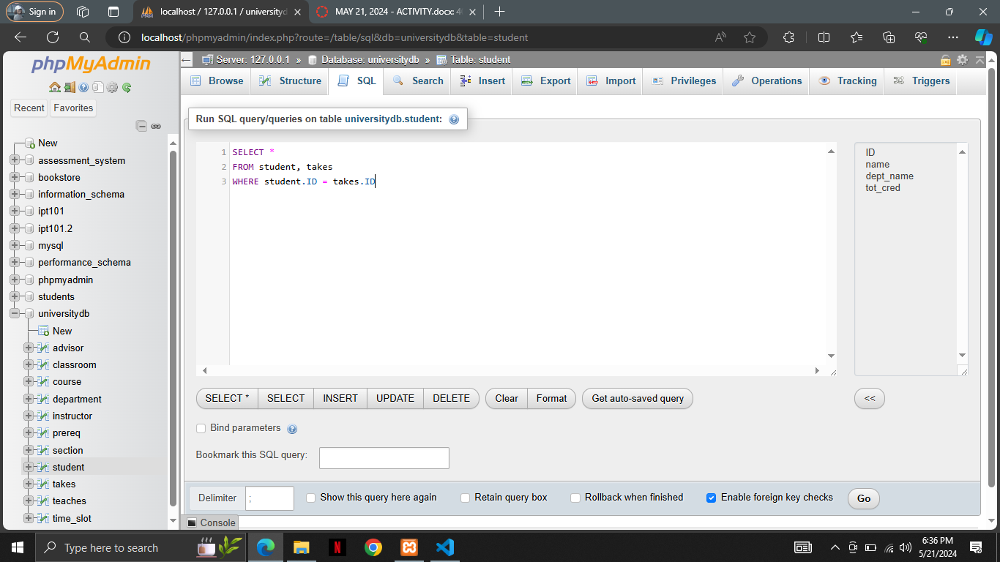 Sign in
localhost / 127.0.0.1 / universityd
MAY 21, 2024 - ACTIVITY.docx:
localhost/phpmyadmin/index.php?route=/table/sql&db=universitydb&table=student
phpMyAdmin
Recent
Favorites
New
assessment_system
bookstore
information_schema
ipt101
ipt101.2
mysql
performance_schema
phpmyadmin
students
universitydb
New
advisor
classroom
course
department
instructor
prereq
section
student
takes
teaches
time_slot
Server: 127.0.0.1 » Database: universitydb » Table: student
Browse
Structure
SQL
Search
Insert
Export
Import
Privileges
Operations
Tracking
Triggers
Run SQL query/queries on table universitydb.student:
1 SELECT *
2 FROM student, takes
3 WHERE student.ID = takes.ID
ID
name
dept_name
tot_cred
SELECT *
SELECT
INSERT
UPDATE
DELETE
Clear
Format
Get auto-saved query
<<
Bind parameters
Bookmark this SQL query:
Delimiter
;
Show this query here again
Retain query box
Rollback when finished
Enable foreign key checks
Go
Console
Type here to search
6:36 PM
5/21/2024